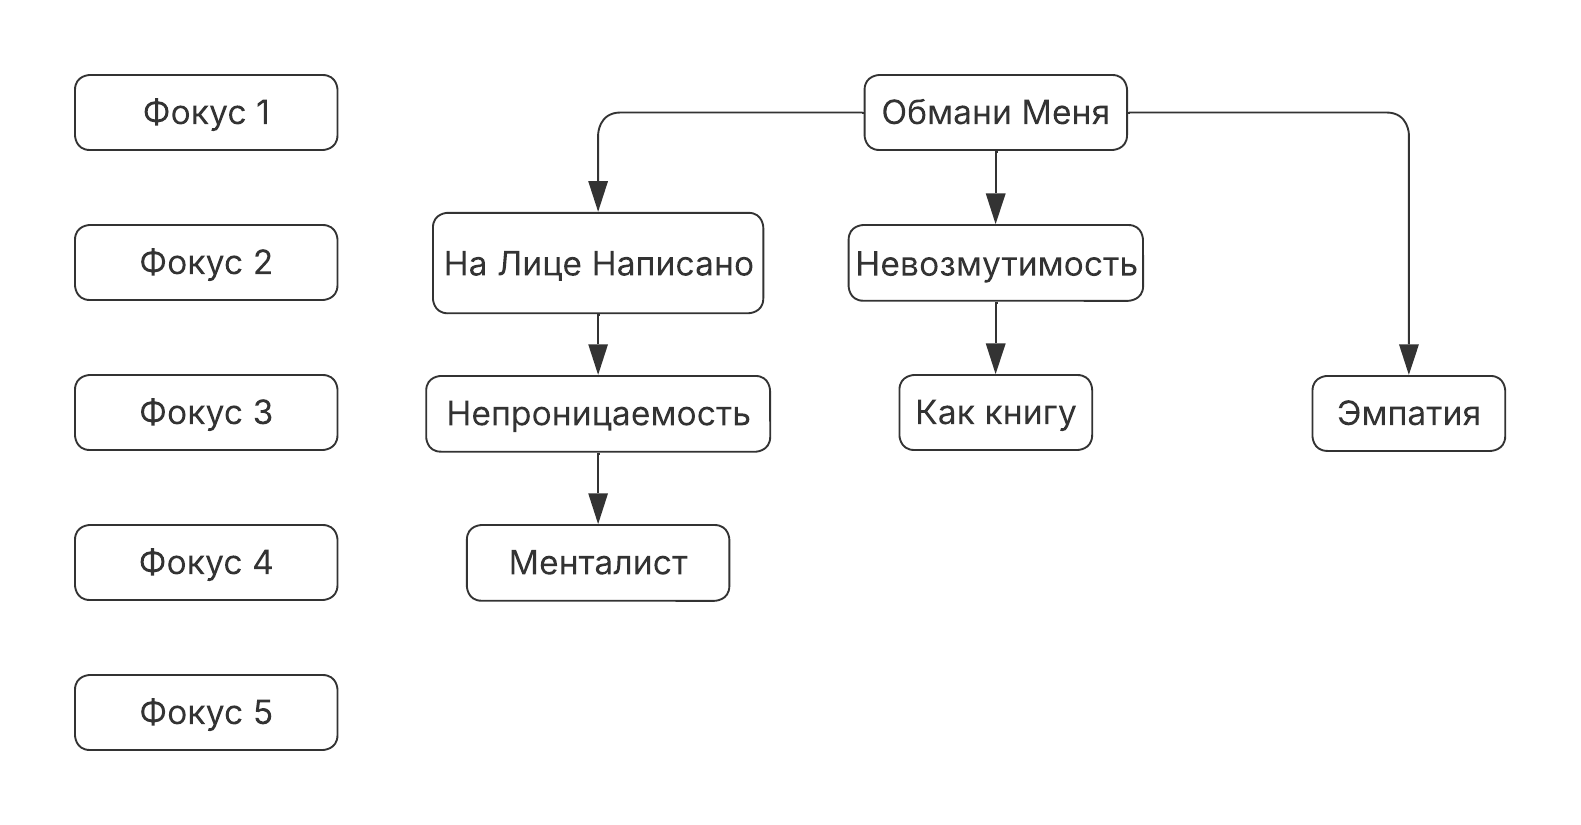 Фокус 1
Обмани Меня
Фокус 2
На Лице Написано
Невозмутимость
Фокус 3
Непроницаемость
Как книгу
Эмпатия
Фокус 4
Менталист
Фокус 5